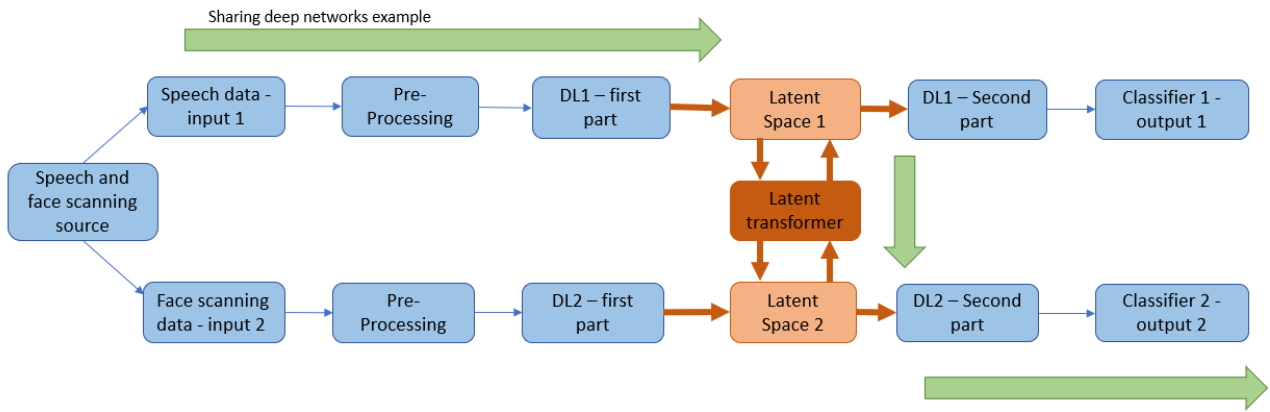 Sharing deep networks example
Speech data -
input 1
Pre-
Processing
DL1 – first
part
Latent
Space 1
DL1 – Second
part
Classifier 1 -
output 1
Speech and
face scanning
source
Latent
transformer
Face scanning
data - input 2
Pre-
Processing
DL2 – first
part
Latent
Space 2
DL2 – Second
part
Classifier 2 -
output 2